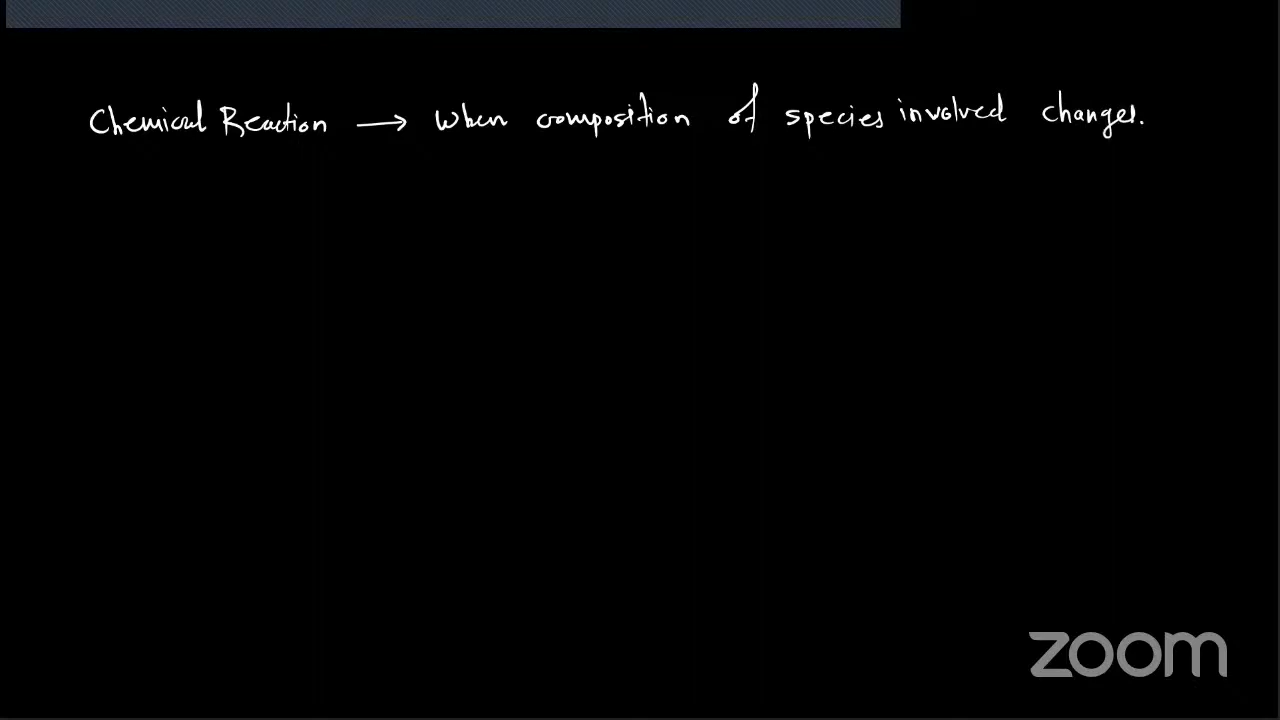 Chemical Reaction → When composition of species involved changes.
zoom